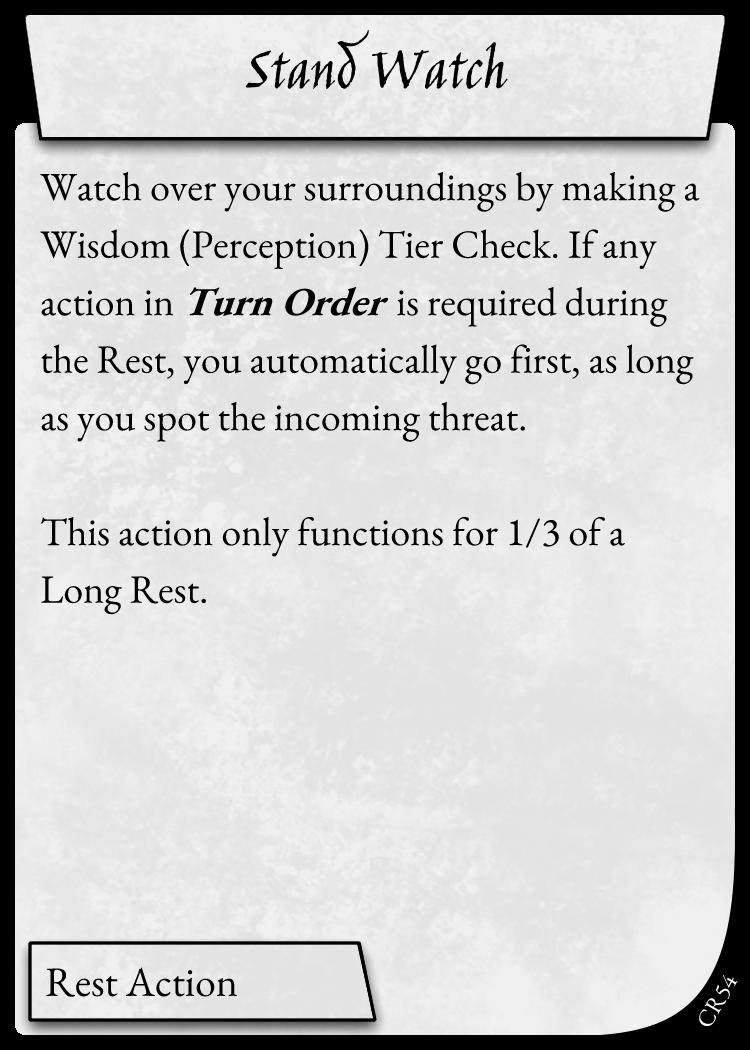 Stand Watch
Watch over your surroundings by making a
Wisdom (Perception) Tier Check. If any
action in Turn Order is required during
the Rest, you automatically go first, as long
as you spot the incoming threat.
This action only functions for 1/3 of a
Long Rest.
Rest Action
CR54